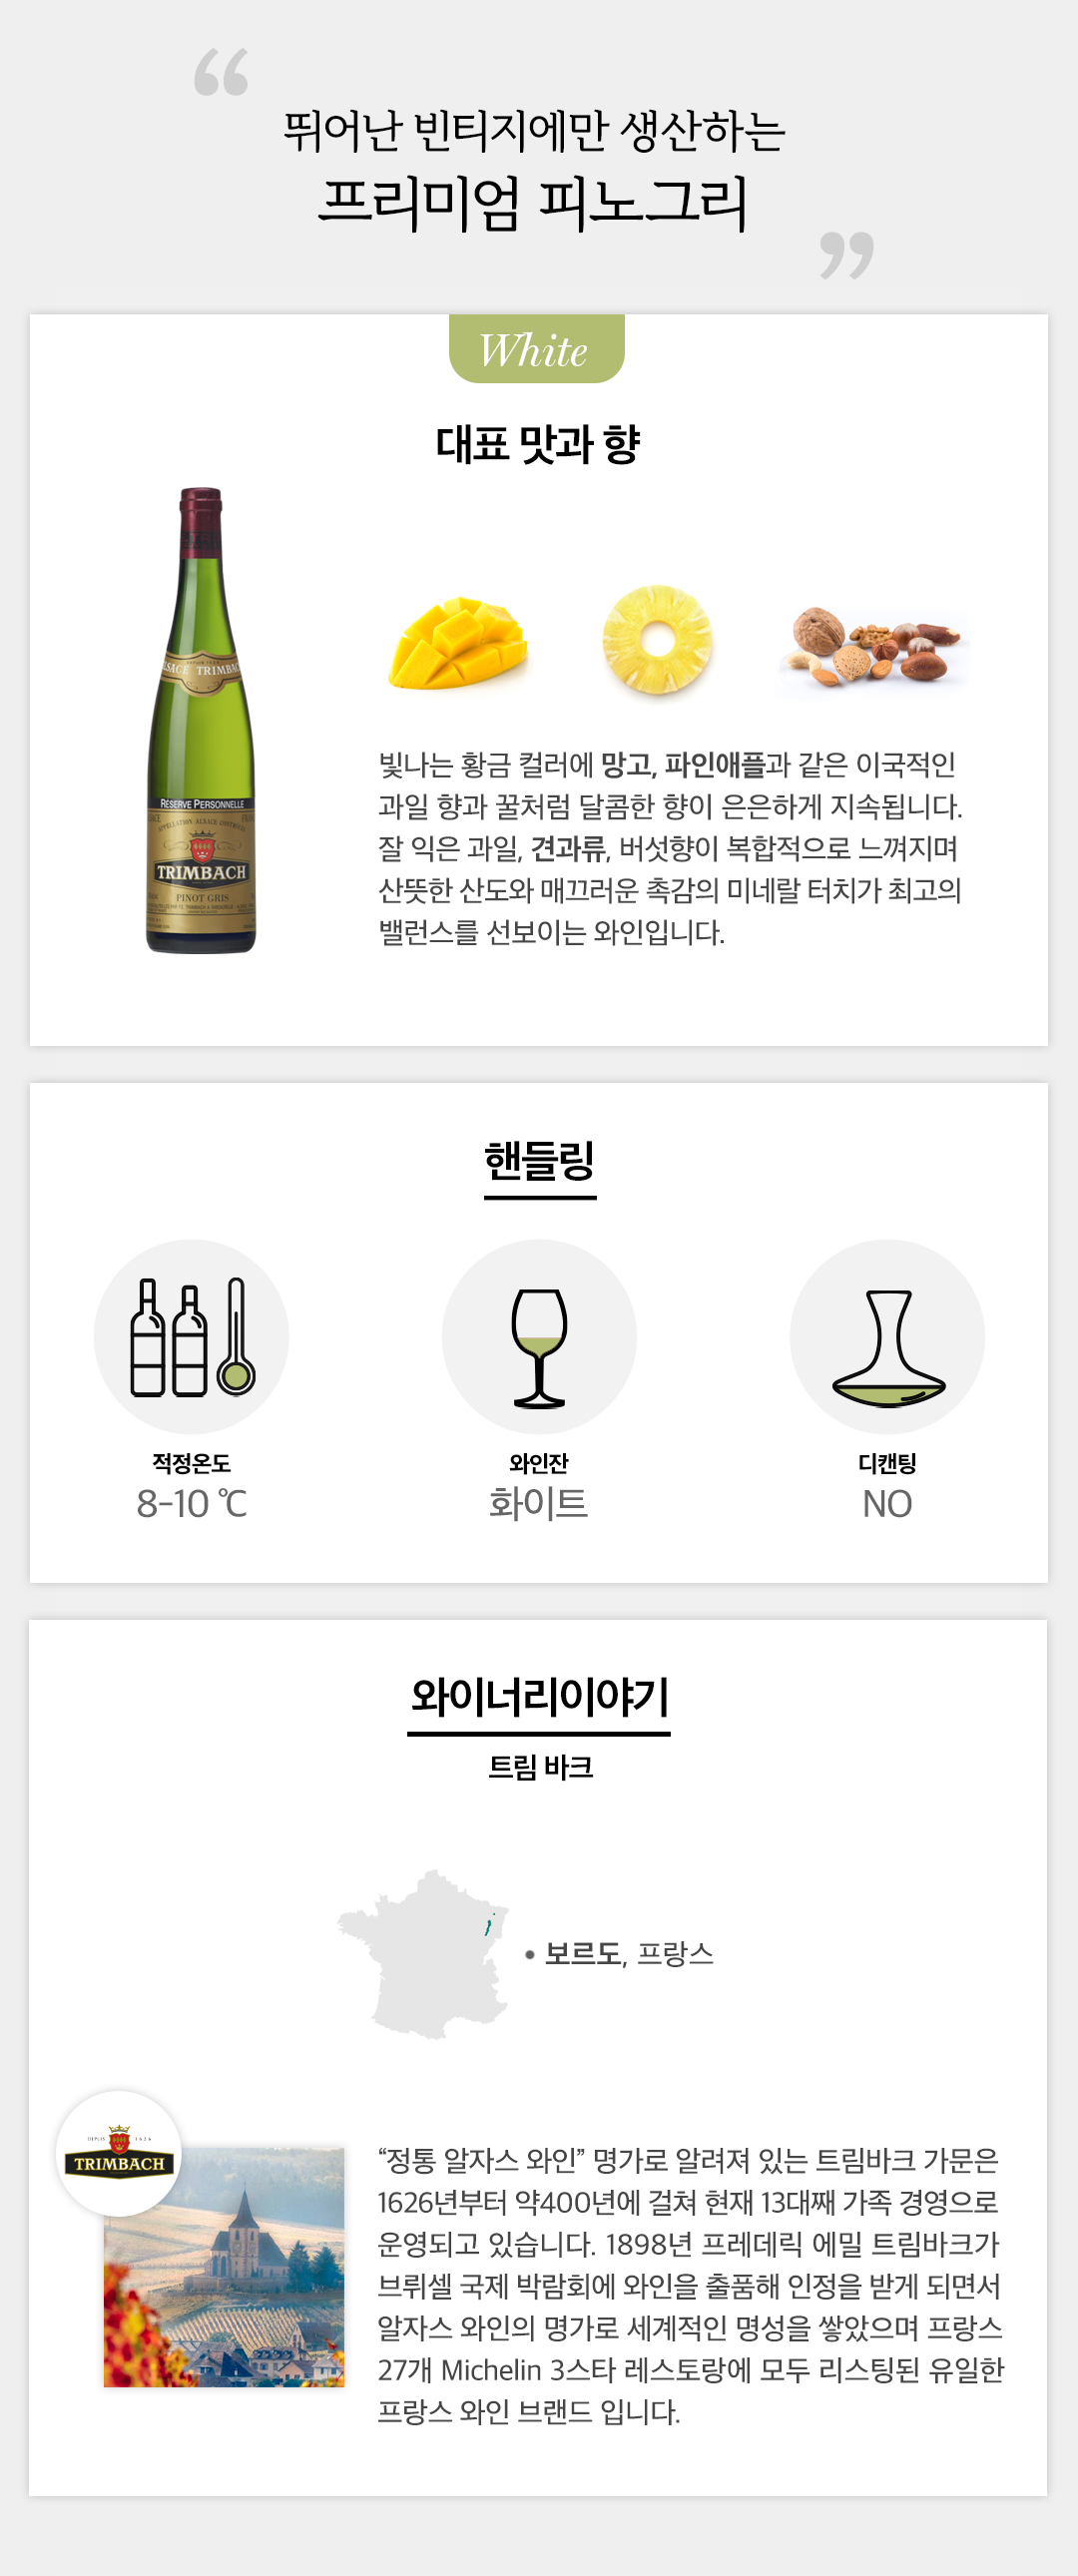 “
뛰어난 빈티지에만 생산하는
프리미엄 피노그리
”
White
대표 맛과 향
ALSACE TRIMBACH
RÉSERVE PERSONNELLE
APPELLATION ALSACE CONTRÔLÉE
TRIMBACH
PINOT GRIS
빛나는 황금 컬러에 망고, 파인애플과 같은 이국적인
과일 향과 꿀처럼 달콤한 향이 은은하게 지속됩니다.
잘 익은 과일, 견과류, 버섯향이 복합적으로 느껴지며
산뜻한 산도와 매끄러운 촉감의 미네랄 터치가 최고의
밸런스를 선보이는 와인입니다.
핸들링
적정온도
8-10 ℃
와인잔
화이트
디캔팅
NO
와이너리이야기
트림 바크
• 보르도, 프랑스
DEPUIS 1626
TRIMBACH
“정통 알자스 와인” 명가로 알려져 있는 트림바크 가문은
1626년부터 약400년에 걸쳐 현재 13대째 가족 경영으로
운영되고 있습니다. 1898년 프레데릭 에밀 트림바크가
브뤼셀 국제 박람회에 와인을 출품해 인정을 받게 되면서
알자스 와인의 명가로 세계적인 명성을 쌓았으며 프랑스
27개 Michelin 3스타 레스토랑에 모두 리스팅된 유일한
프랑스 와인 브랜드 입니다.